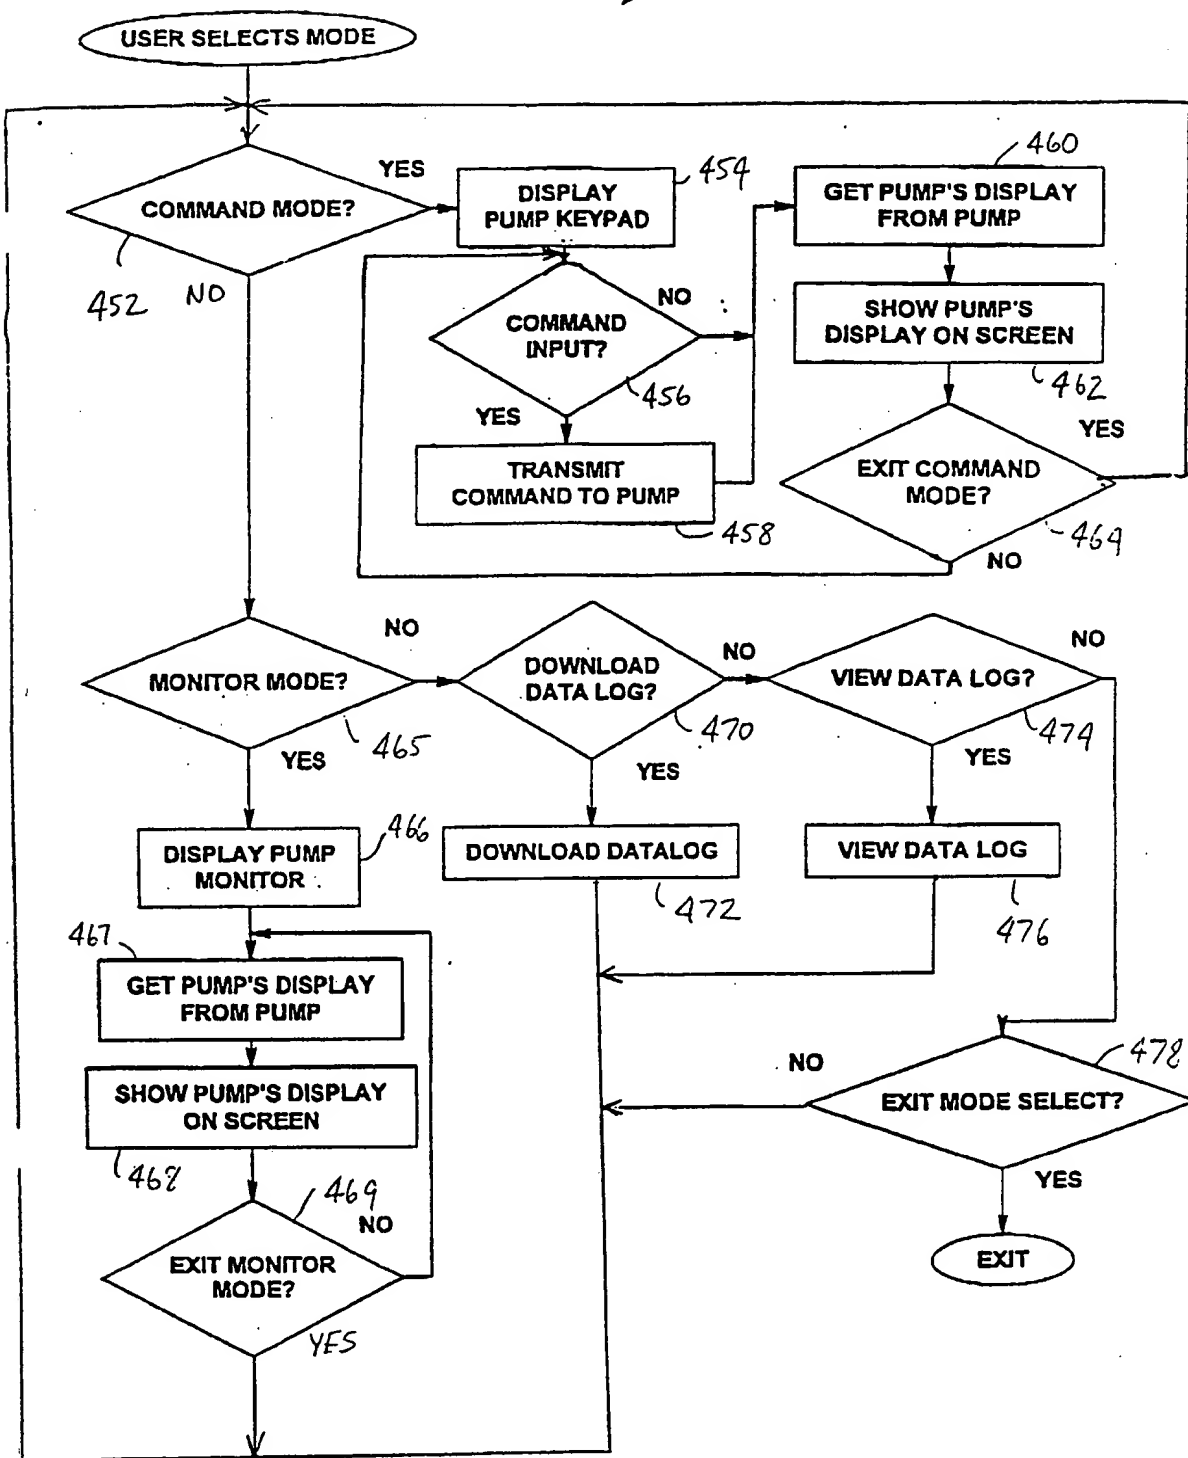 USER SELECTS MODE
COMMAND MODE?
YES
452
NO
DISPLAY
PUMP KEYPAD
454
COMMAND
INPUT?
NO
456
YES
TRANSMIT
COMMAND TO PUMP
458
460
GET PUMP'S DISPLAY
FROM PUMP
SHOW PUMP'S
DISPLAY ON SCREEN
462
EXIT COMMAND
MODE?
YES
464
NO
MONITOR MODE?
NO
465
YES
DOWNLOAD
DATA LOG?
NO
470
YES
VIEW DATA LOG?
NO
474
YES
DISPLAY PUMP
MONITOR
466
DOWNLOAD DATALOG
472
VIEW DATA LOG
476
467
GET PUMP'S DISPLAY
FROM PUMP
SHOW PUMP'S DISPLAY
ON SCREEN
468
469
EXIT MONITOR
MODE?
NO
YES
NO
EXIT MODE SELECT?
478
YES
EXIT